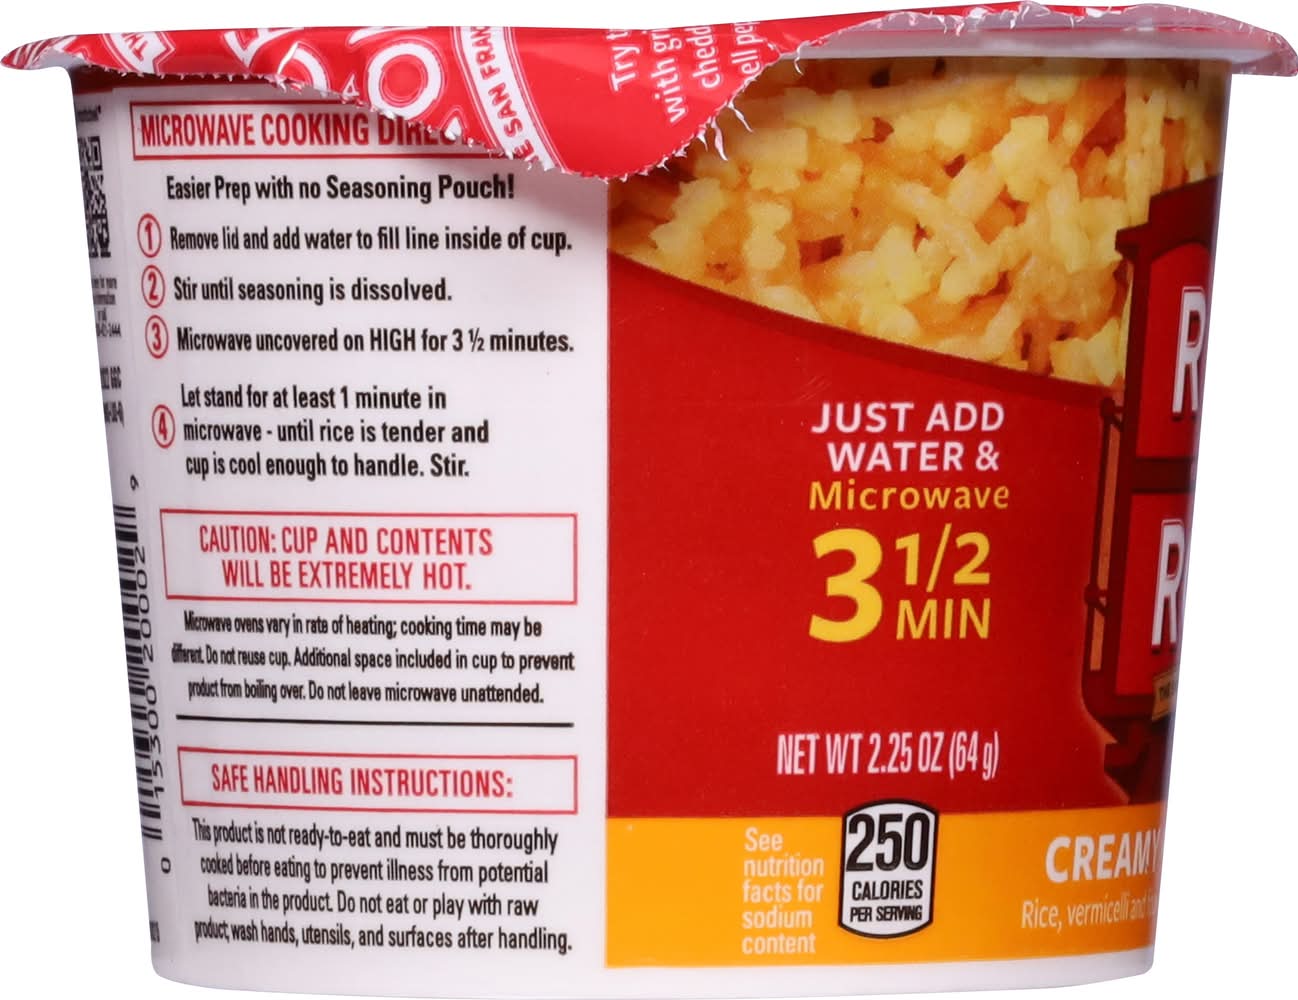 Try
with
chedd
ell
MICROWAVE COOKING
Easier Prep with no Seasoning Pouch!
1 Remove lid and add water to fill line inside of cup.
2 Stir until seasoning is dissolved.
3 Microwave uncovered on HIGH for 3 ½ minutes.
4 Let stand for at least 1 minute in
microwave - until rice is tender and
cup is cool enough to handle. Stir.
CAUTION: CUP AND CONTENTS
WILL BE EXTREMELY HOT.
Microwave ovens vary in rate of heating; cooking time may be
different. Do not reuse cup. Additional space included in cup to prevent
product from boiling over. Do not leave microwave unattended.
SAFE HANDLING INSTRUCTIONS:
This product is not ready-to-eat and must be thoroughly
cooked before eating to prevent illness from potential
bacteria in the product. Do not eat or play with raw
product, wash hands, utensils, and surfaces after handling.
0 15300 20002 9
JUST ADD
WATER &
Microwave
3 1/2
MIN
NET WT 2.25 OZ (64 g)
See
nutrition
facts for
sodium
content
250
CALORIES
PER SERVING
R
R
CREAMY
Rice, vermicelli and